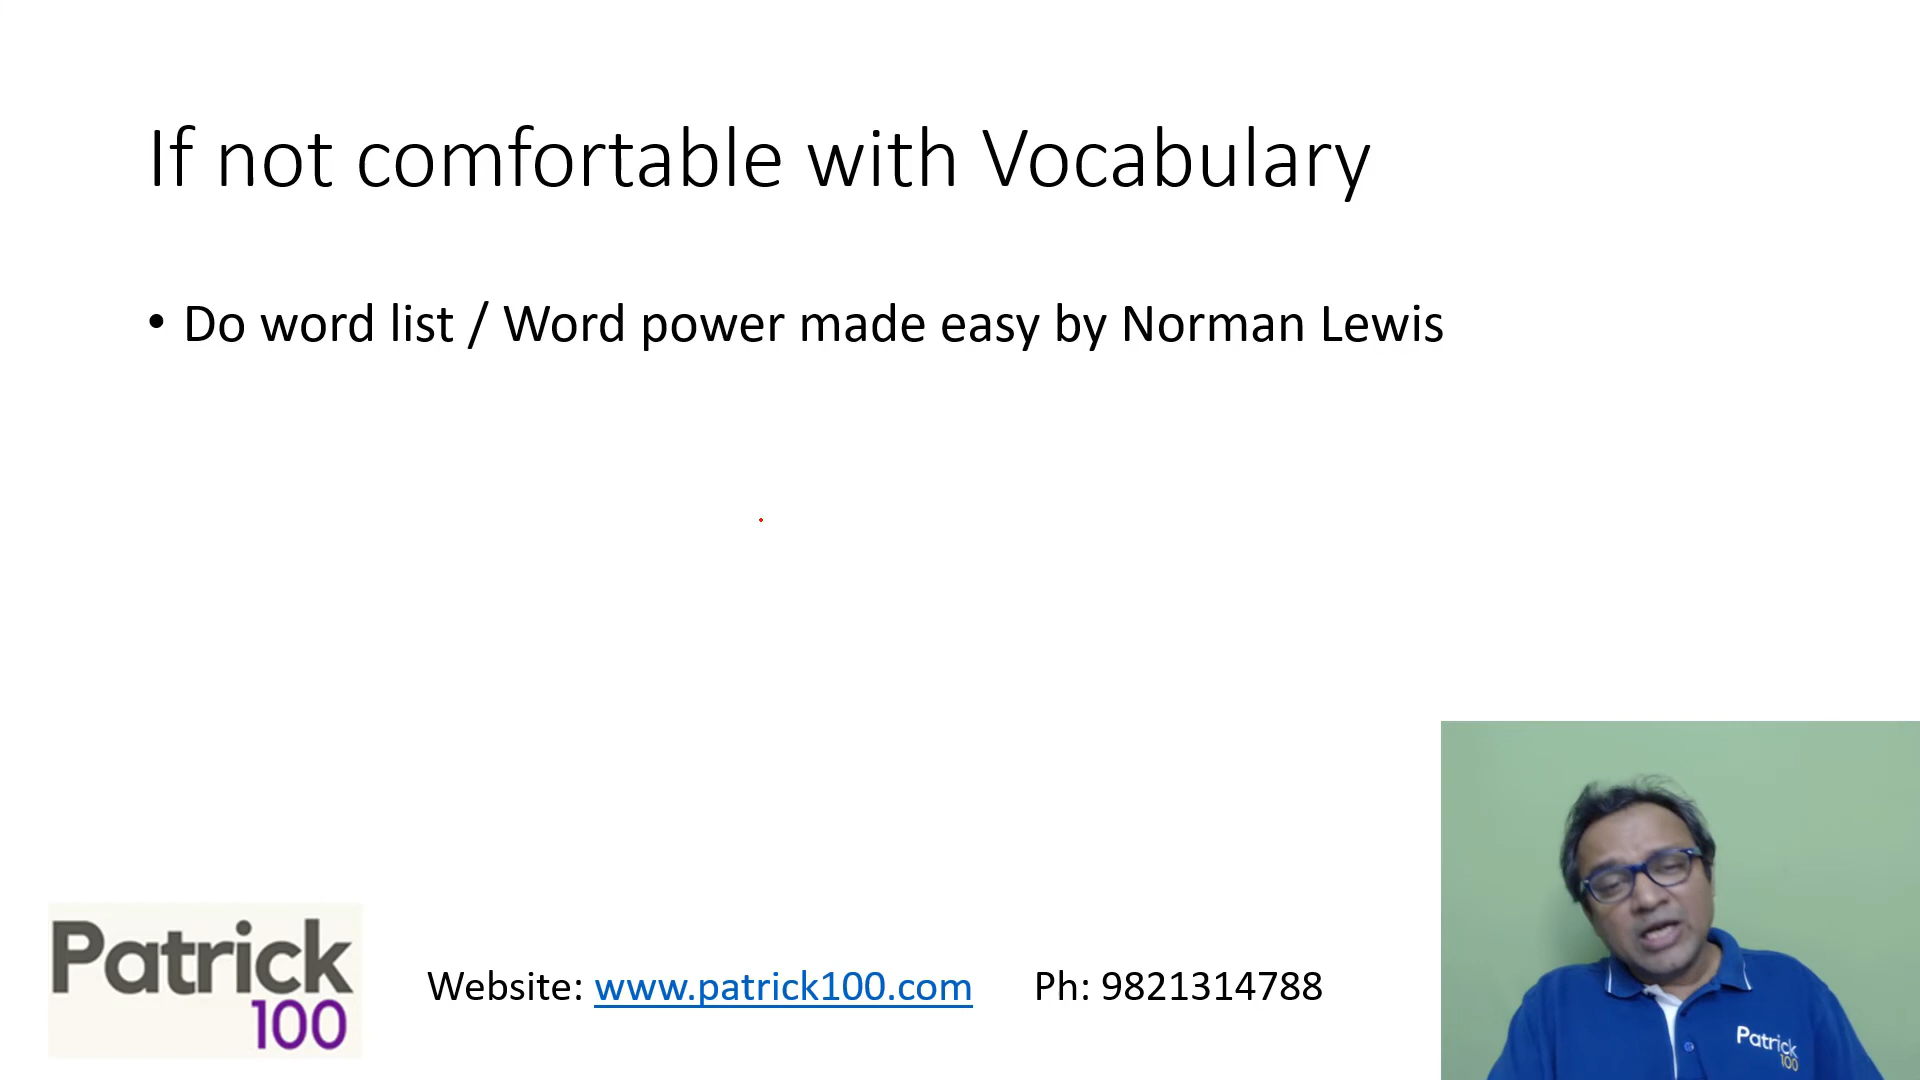 If not comfortable with Vocabulary
• Do word list / Word power made easy by Norman Lewis
Patrick
100
Website: www.patrick100.com Ph: 9821314788
Patrick
100